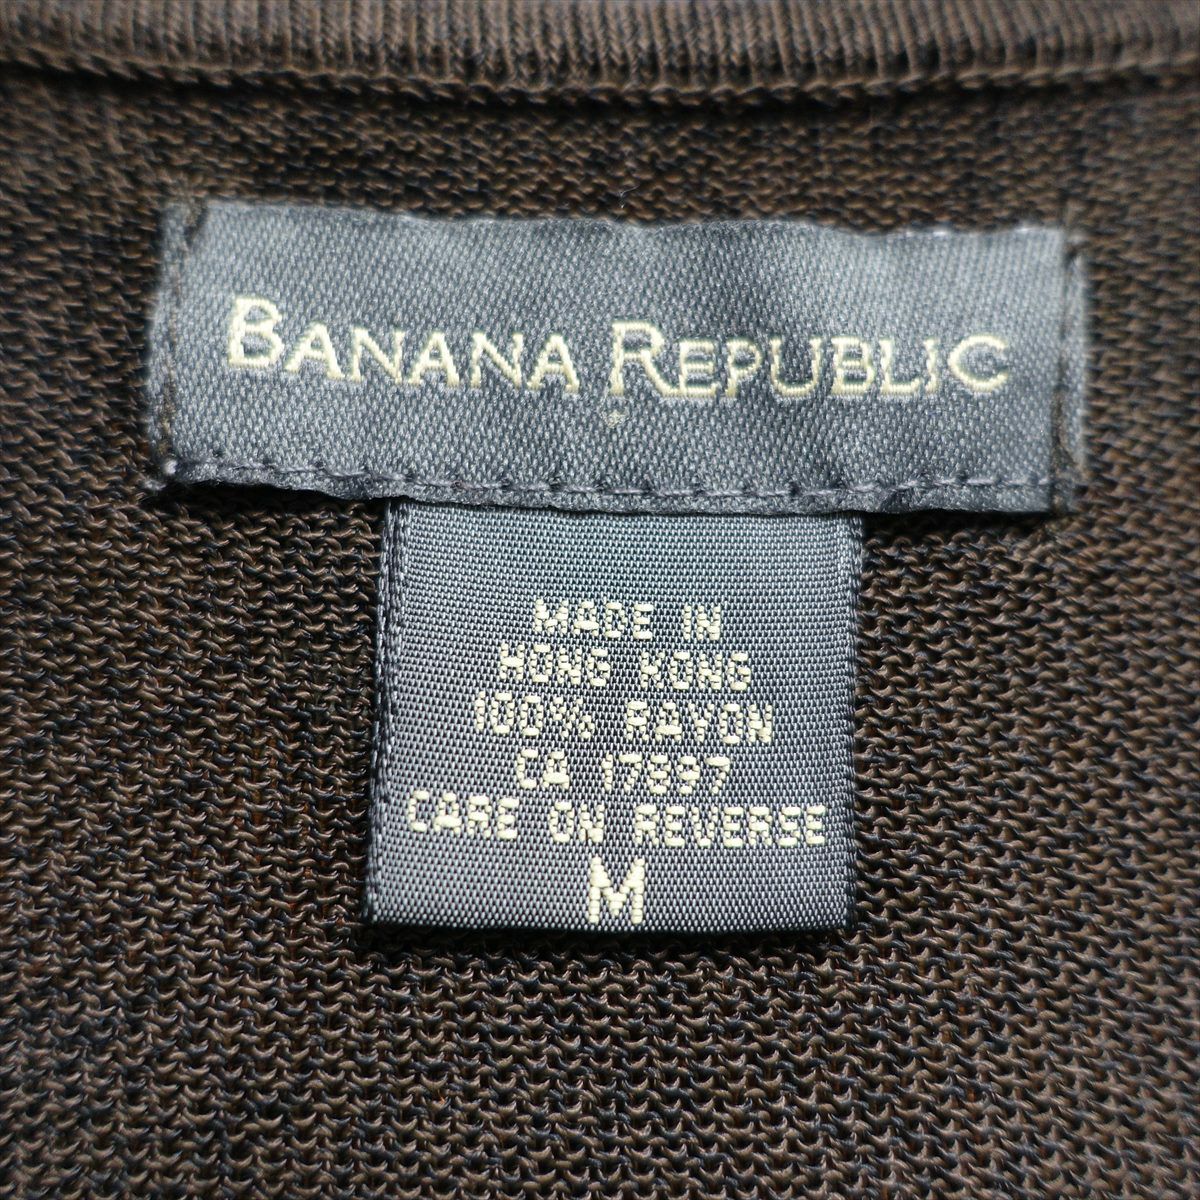 BANANA REPUBLIC
MADE IN
HONG KONG
100% RAYON
CA 17897
CARE ON REVERSE
M